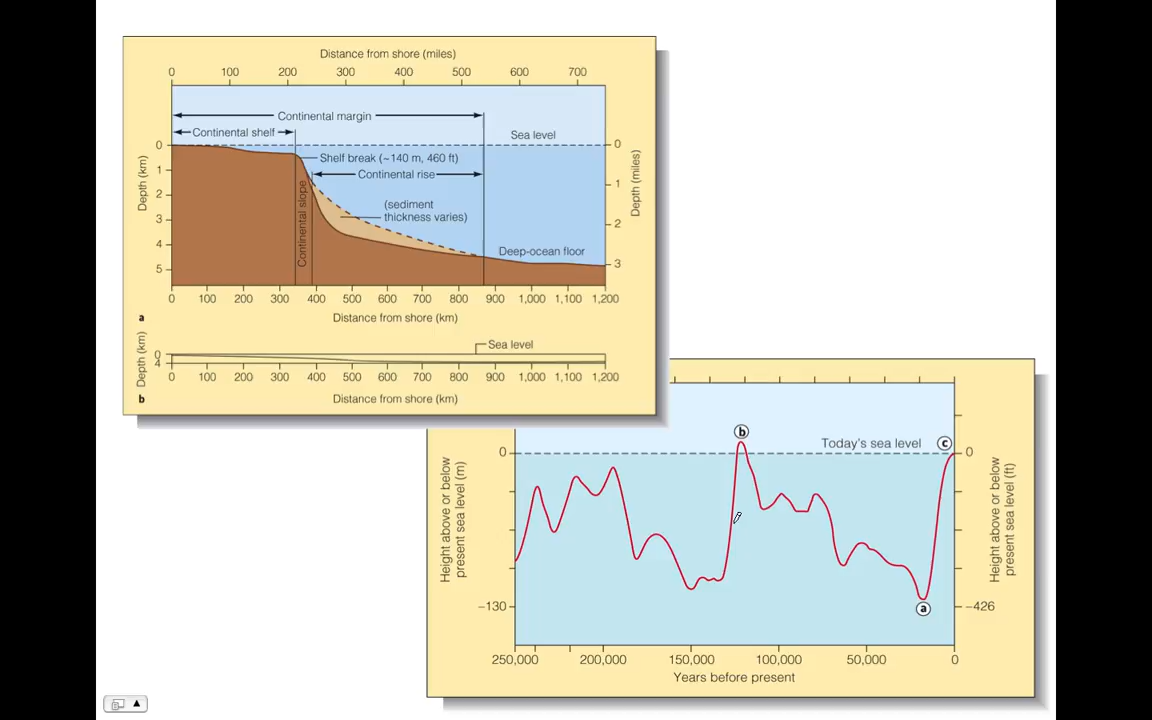 Distance from shore (miles)
0 100 200 300 400 500 600 700
Continental margin
Continental shelf
Sea level
Shelf break (~140 m, 460 ft)
Continental rise
(sediment
thickness varies)
Continental slope
Deep-ocean floor
Depth (km)
0
1
2
3
4
5
Depth (miles)
0
1
2
3
0 100 200 300 400 500 600 700 800 900 1,000 1,100 1,200
a
Distance from shore (km)
Depth (km)
0
4
Sea level
0 100 200 300 400 500 600 700 800 900 1,000 1,100 1,200
b
Distance from shore (km)
Height above or below
present sea level (m)
0
−130
b
Today's sea level
c
a
0
−426
Height above or below
present sea level (ft)
250,000 200,000 150,000 100,000 50,000 0
Years before present